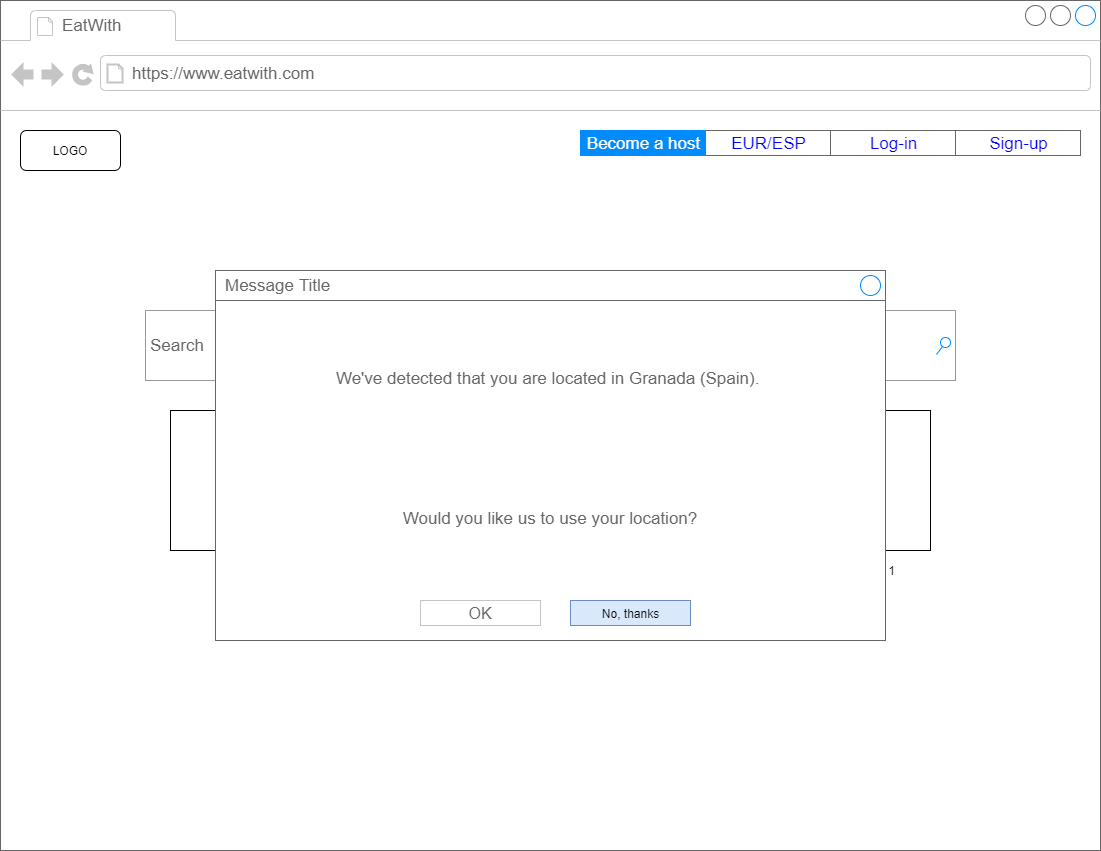 EatWith
https://www.eatwith.com
LOGO
Become a host
EUR/ESP
Log-in
Sign-up
Message Title
Search
We've detected that you are located in Granada (Spain).
Would you like us to use your location?
1
OK
No, thanks